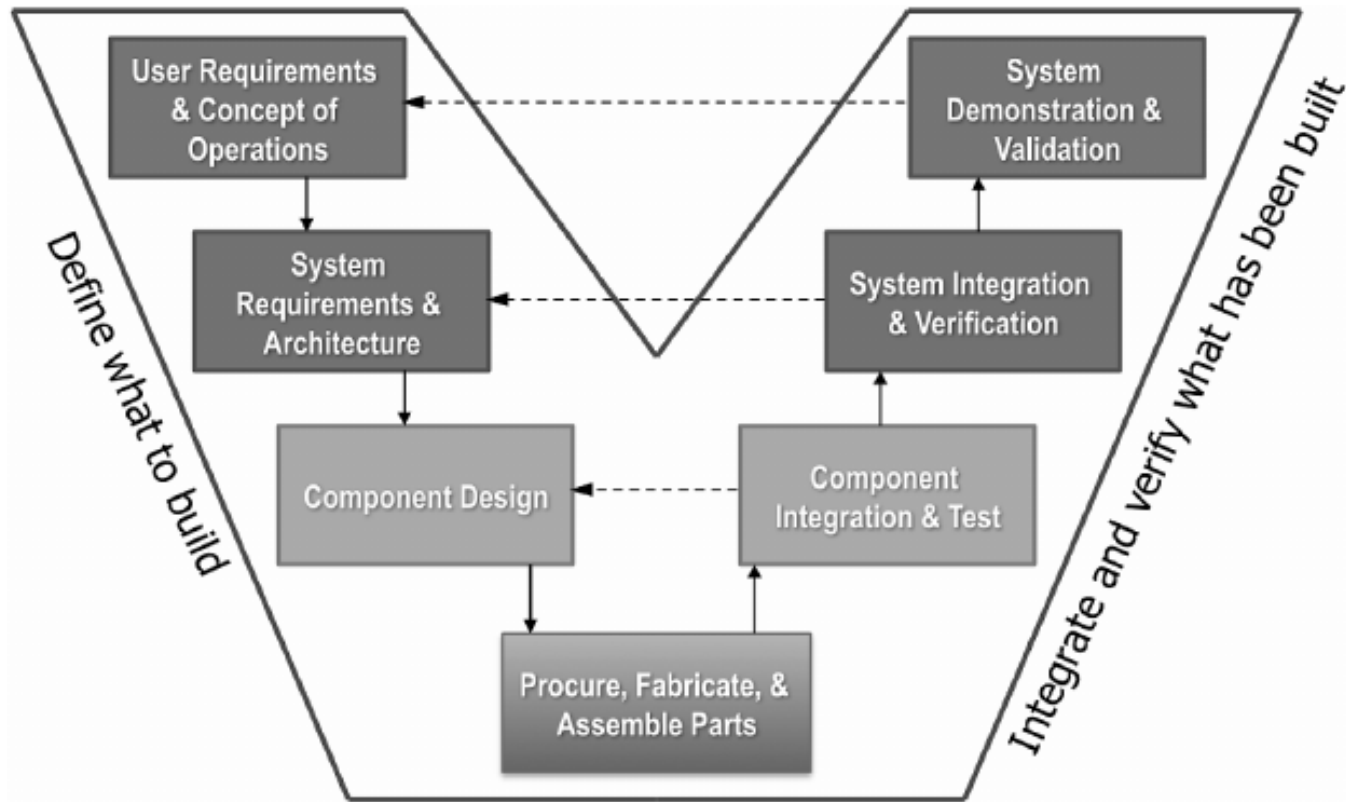 User Requirements
& Concept of
Operations
System
Demonstration &
Validation
System
Requirements &
Architecture
System Integration
& Verification
Component Design
Component
Integration & Test
Procure, Fabricate, &
Assemble Parts
Define what to build
Integrate and verify what has been built